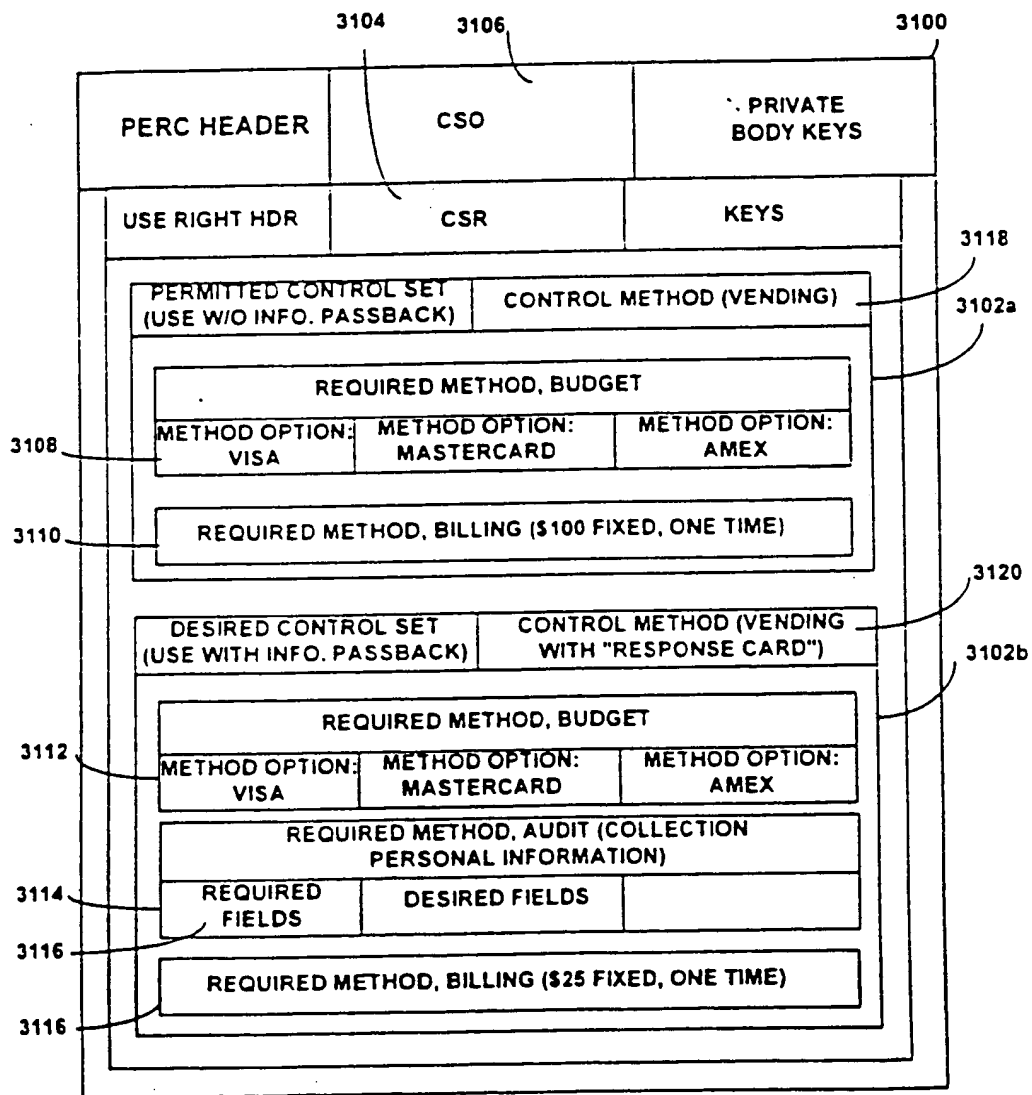 3104
3106
3100
PERC HEADER
CSO
PRIVATE
BODY KEYS
USE RIGHT HDR
CSR
KEYS
3118
PERMITTED CONTROL SET
(USE W/O INFO. PASSBACK)
CONTROL METHOD (VENDING)
3102a
REQUIRED METHOD, BUDGET
3108
METHOD OPTION:
VISA
METHOD OPTION:
MASTERCARD
METHOD OPTION:
AMEX
3110
REQUIRED METHOD, BILLING ($100 FIXED, ONE TIME)
3120
DESIRED CONTROL SET
(USE WITH INFO. PASSBACK)
CONTROL METHOD (VENDING
WITH "RESPONSE CARD")
3102b
REQUIRED METHOD, BUDGET
3112
METHOD OPTION:
VISA
METHOD OPTION:
MASTERCARD
METHOD OPTION:
AMEX
REQUIRED METHOD, AUDIT (COLLECTION
PERSONAL INFORMATION)
3114
REQUIRED
FIELDS
DESIRED FIELDS
3116
REQUIRED METHOD, BILLING ($25 FIXED, ONE TIME)
3116